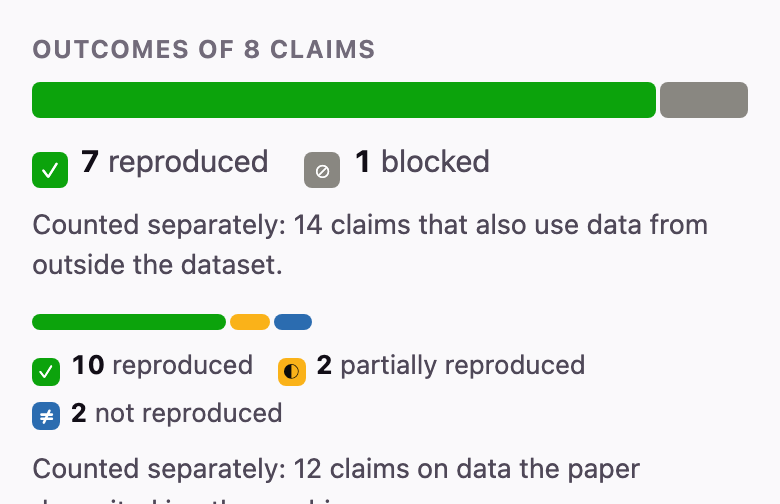 OUTCOMES OF 8 CLAIMS
7 reproduced 1 blocked
Counted separately: 14 claims that also use data from
outside the dataset.
10 reproduced 2 partially reproduced
≠ 2 not reproduced
Counted separately: 12 claims on data the paper